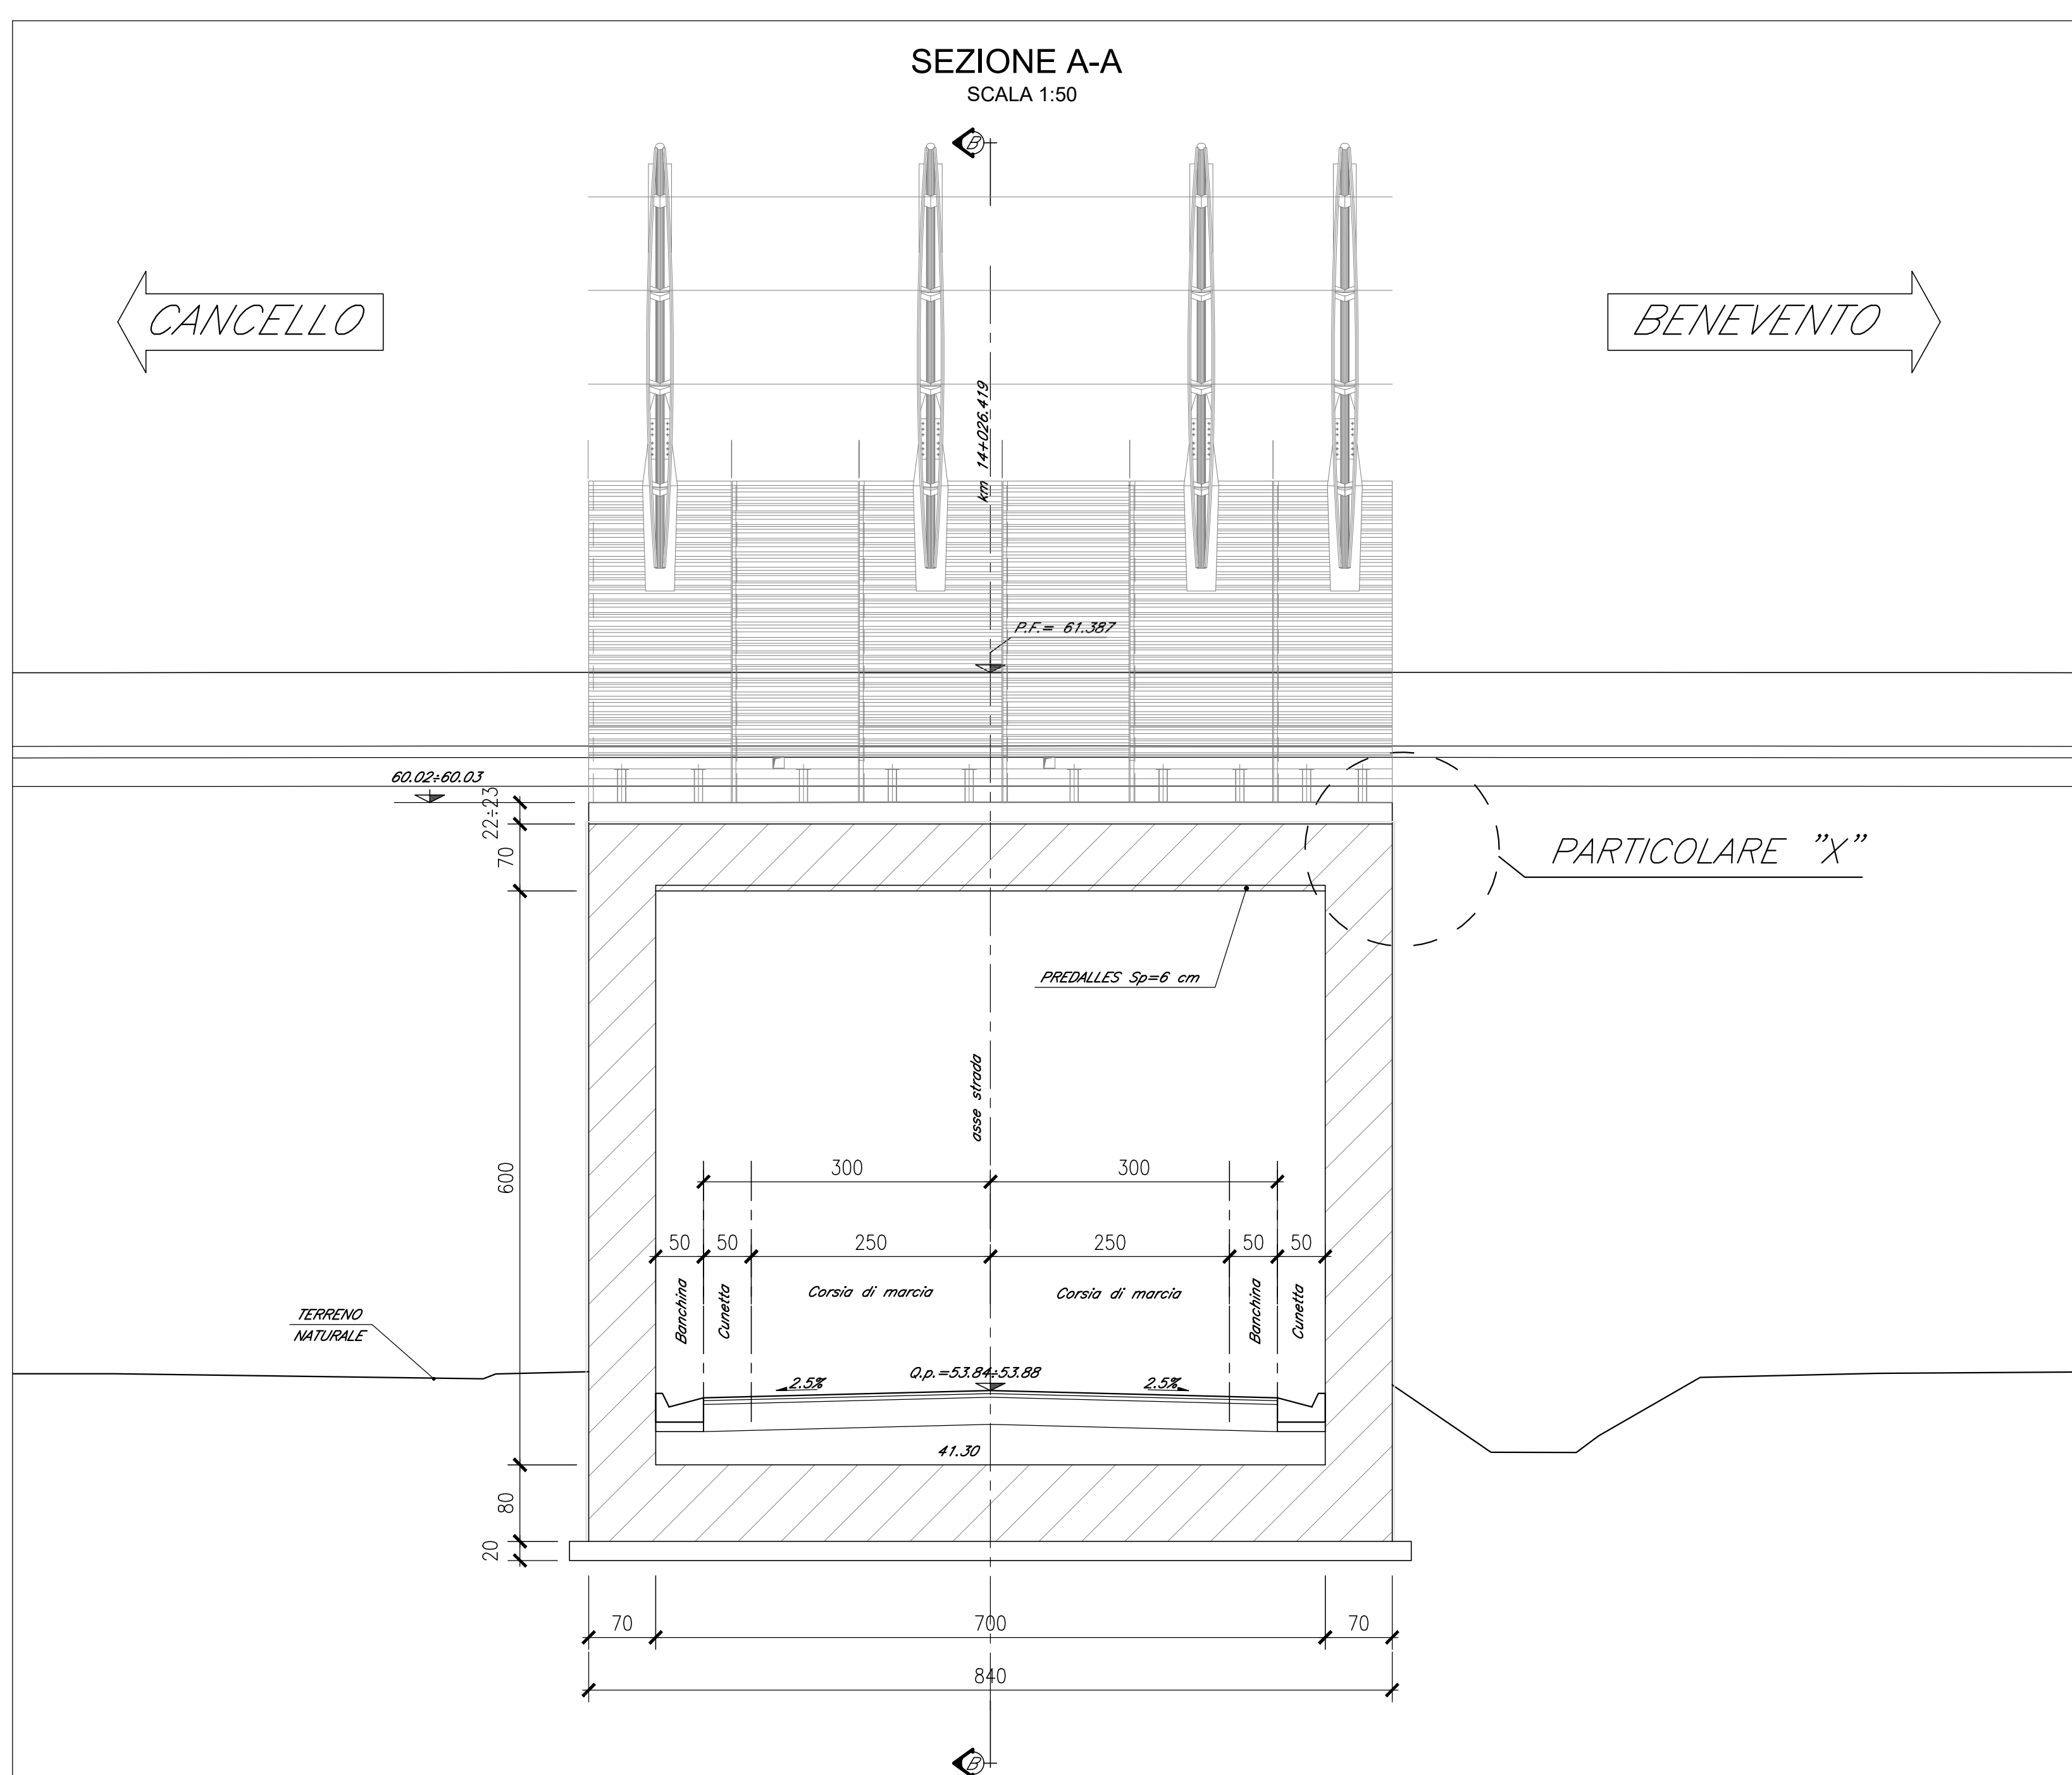 SEZIONE A-A
SCALA 1:50
B
CANCELLO
BENEVENTO
km 14+026.419
P.F.= 61.387
60.02÷60.03
22÷23
70
PARTICOLARE "X"
PREDALLES Sp=6 cm
asse strada
600
300
300
50
50
250
250
50
50
Banchina
Cunetta
Corsia di marcia
Corsia di marcia
Banchina
Cunetta
TERRENO
NATURALE
2.5%
Q.p.=53.84÷53.88
2.5%
41.30
80
20
70
700
70
840
B